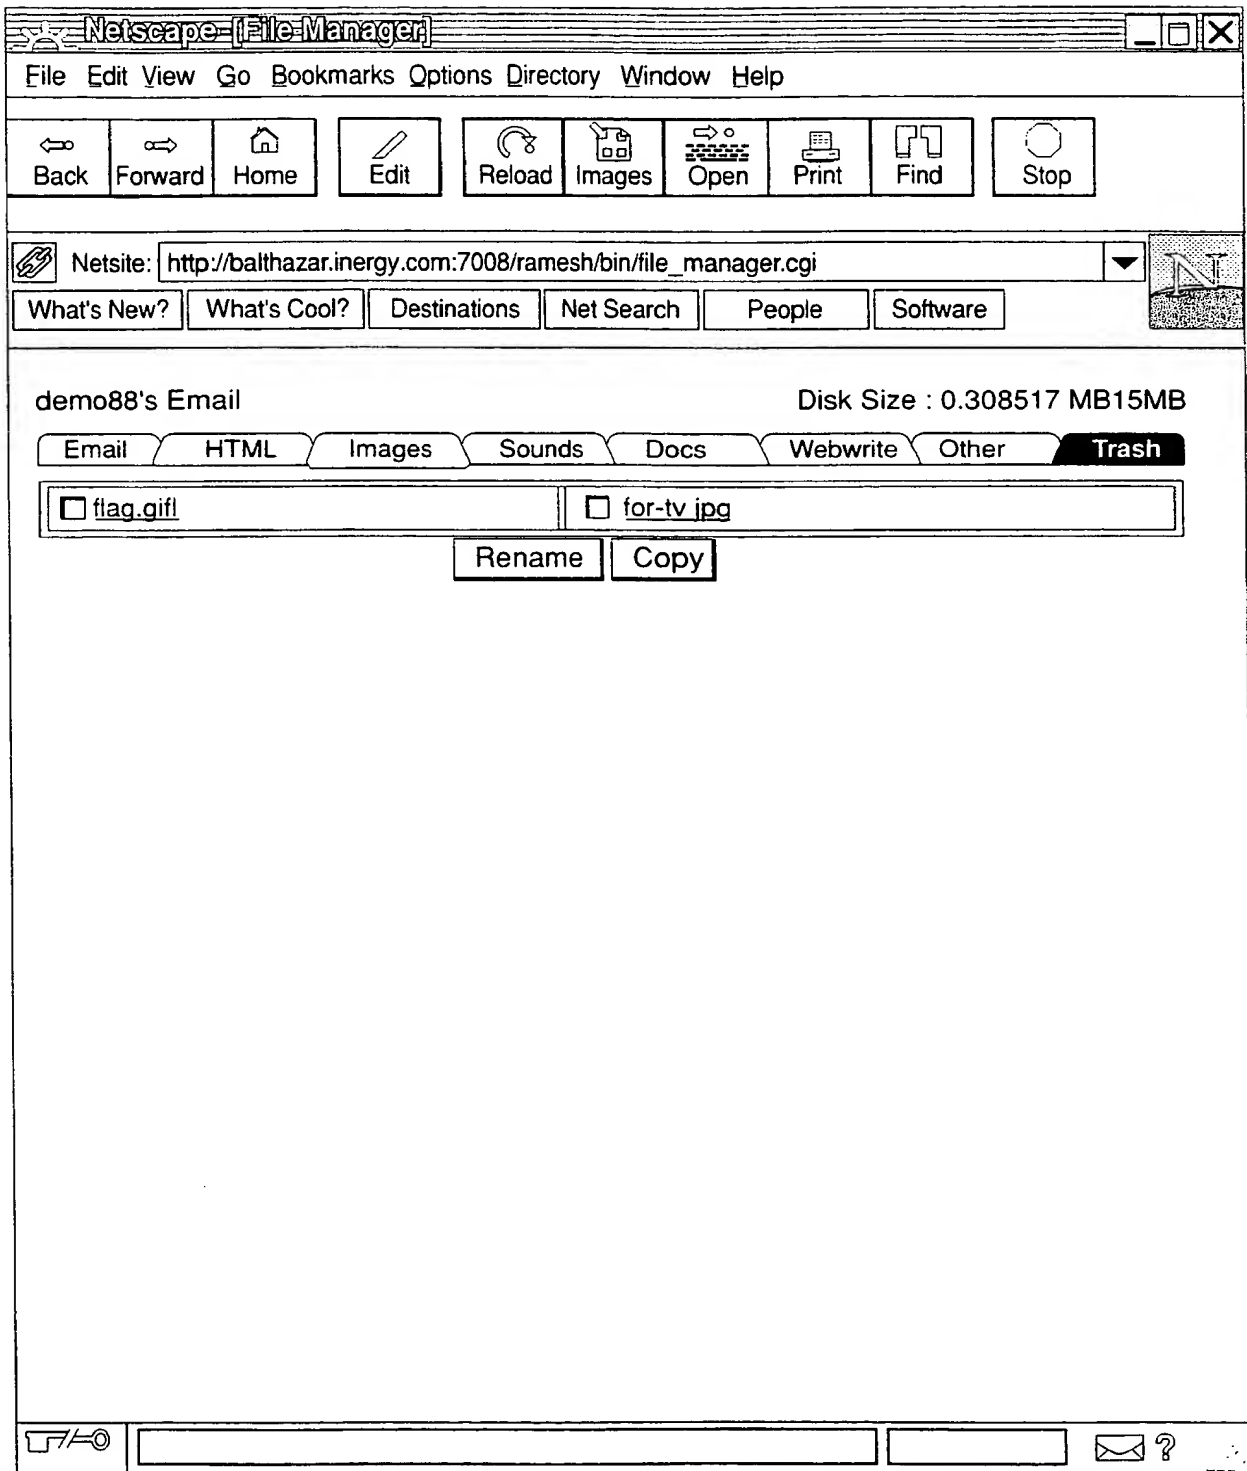 Netscape-[File Manager]
File Edit View Go Bookmarks Options Directory Window Help
Back Forward Home Edit Reload Images Open Print Find Stop
Netsite: http://balthazar.inergy.com:7008/ramesh/bin/file_manager.cgi
N
What's New? What's Cool? Destinations Net Search People Software
demo88's Email Disk Size : 0.308517 MB15MB
Email HTML Images Sounds Docs Webwrite Other Trash
flag.gifl for-tv jpg
Rename Copy
?